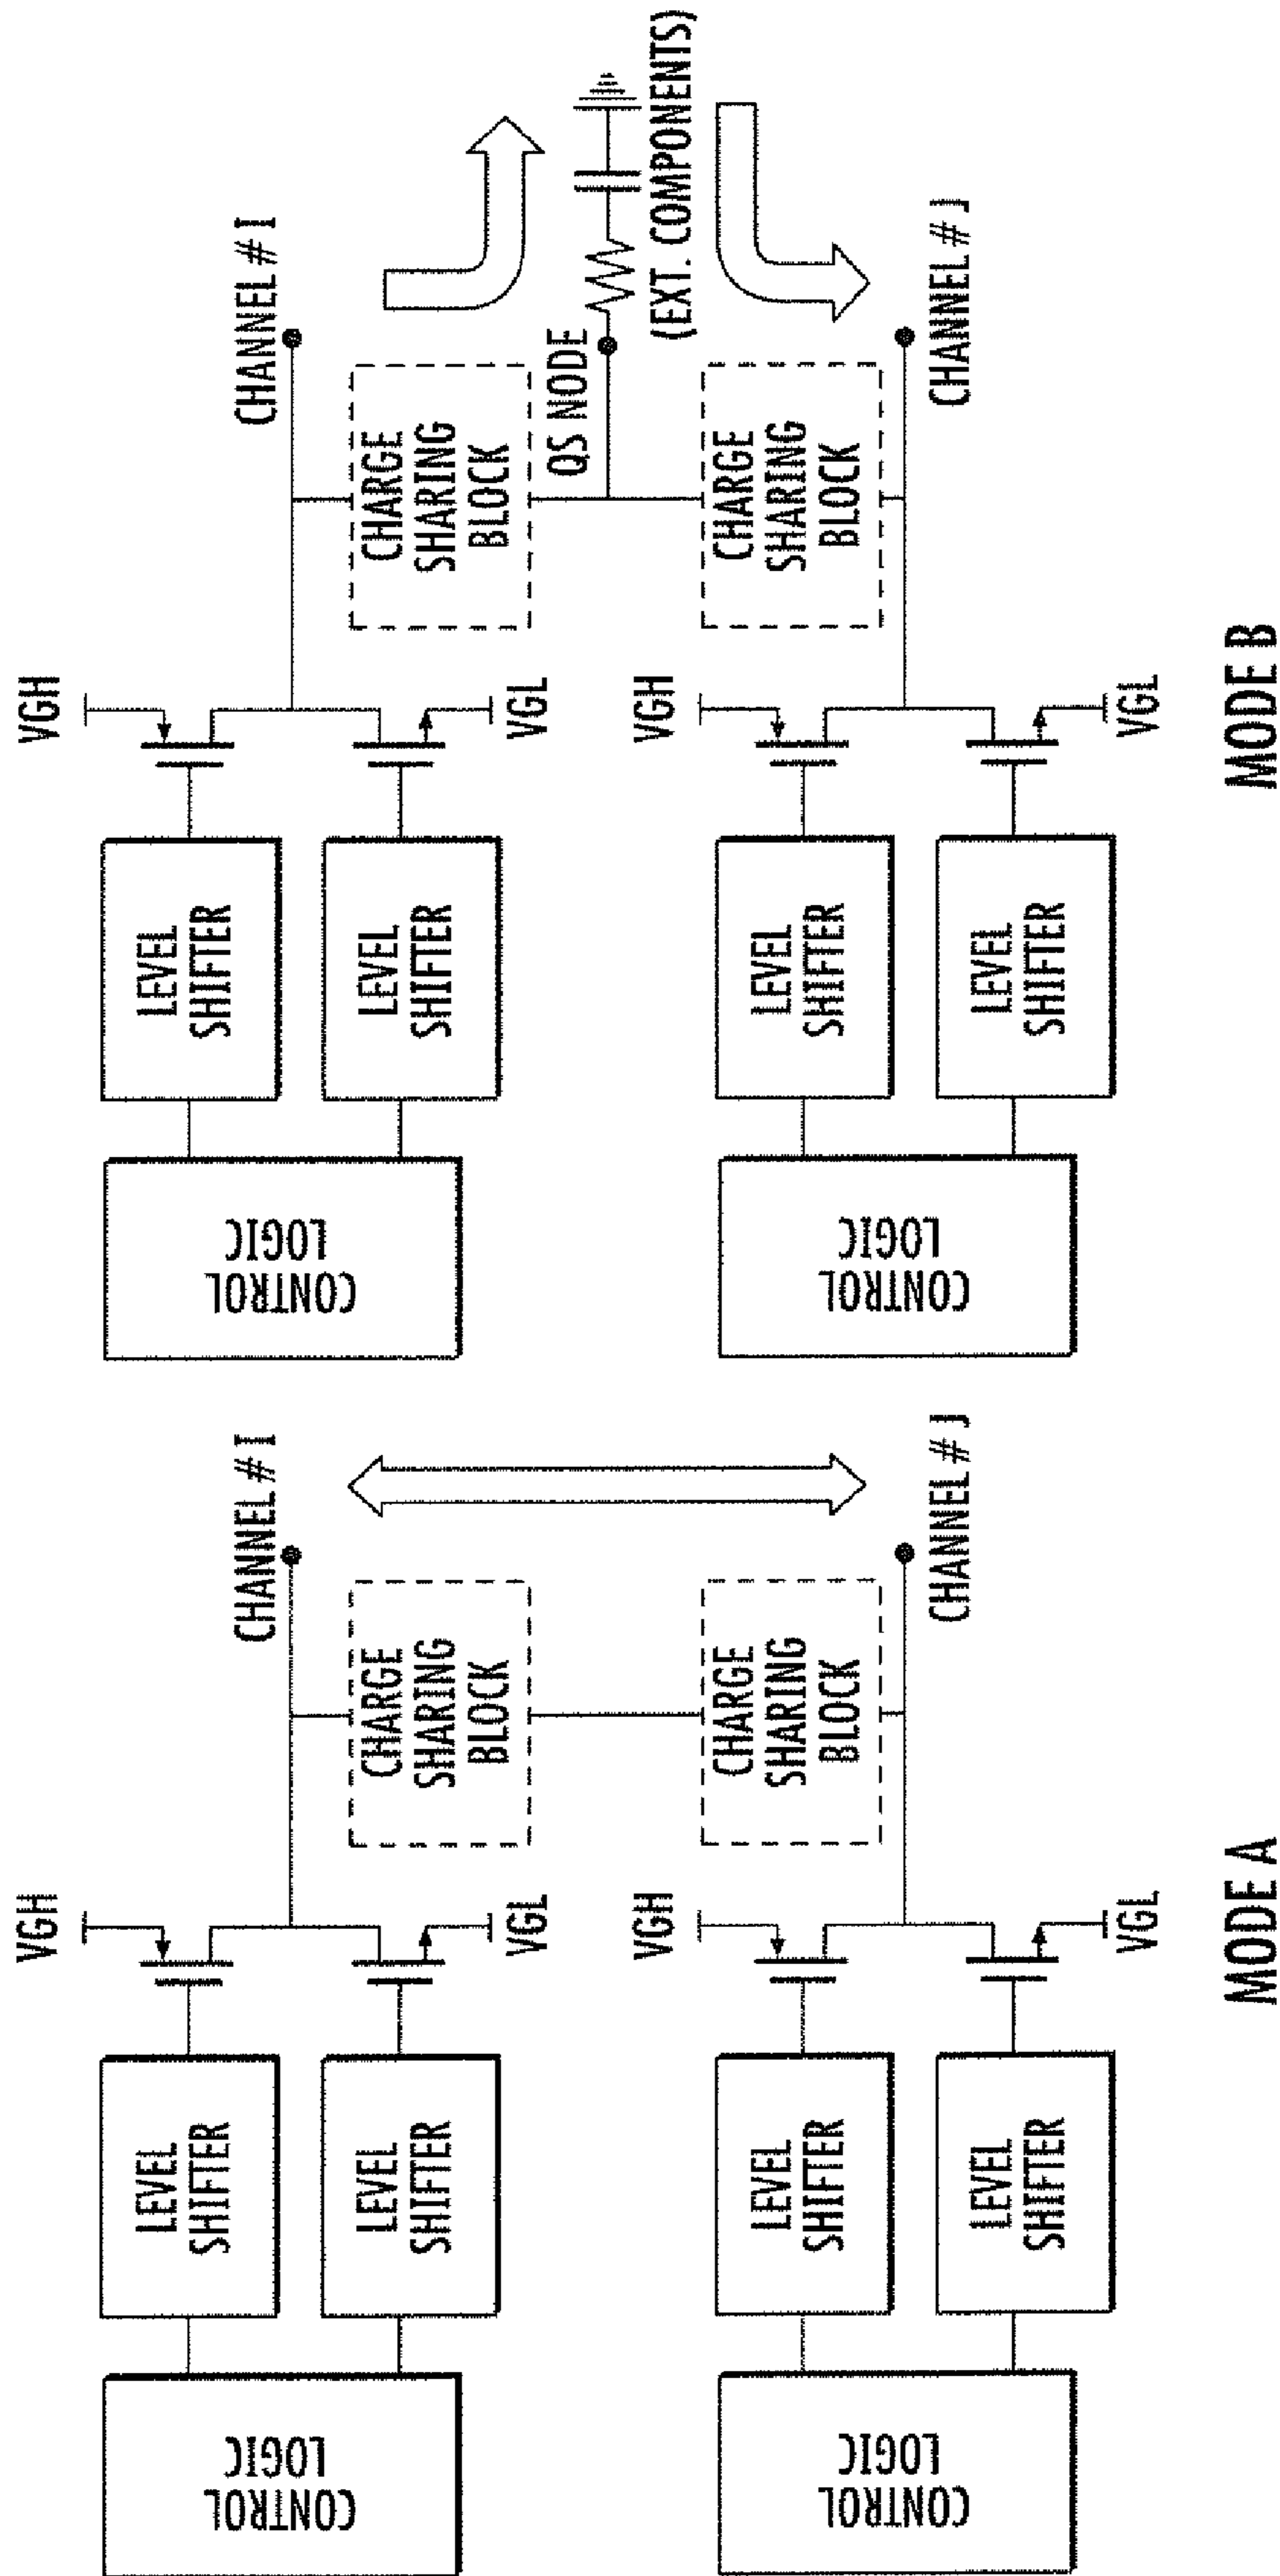 CONTROL
LOGIC
LEVEL
SHIFTER
LEVEL
SHIFTER
VGH
VGL
CHANNEL # I
CHARGE
SHARING
BLOCK
CHARGE
SHARING
BLOCK
CONTROL
LOGIC
LEVEL
SHIFTER
LEVEL
SHIFTER
VGH
VGL
CHANNEL # J
MODE A
CONTROL
LOGIC
LEVEL
SHIFTER
LEVEL
SHIFTER
VGH
VGL
CHANNEL # I
CHARGE
SHARING
BLOCK
QS NODE
(EXT. COMPONENTS)
CHARGE
SHARING
BLOCK
CONTROL
LOGIC
LEVEL
SHIFTER
LEVEL
SHIFTER
VGH
VGL
CHANNEL # J
MODE B